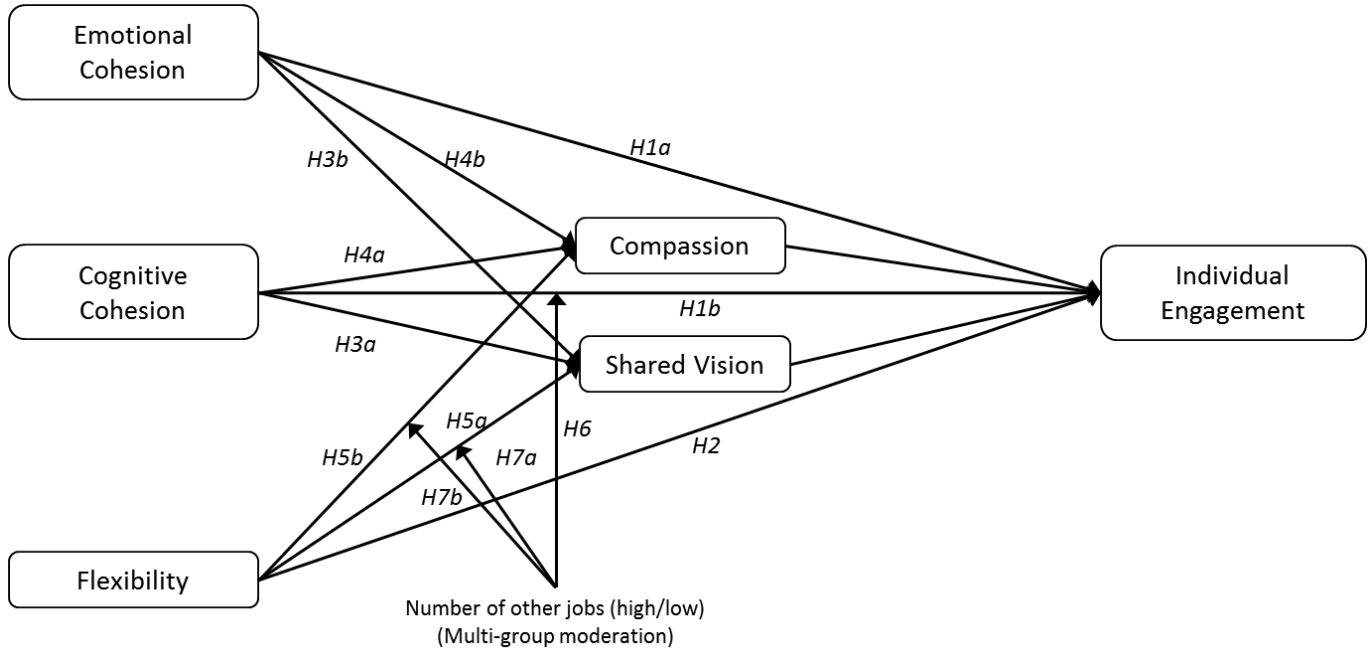 Emotional
Cohesion
H1a
H3b
H4b
Compassion
H4a
Cognitive
Cohesion
Individual
Engagement
H1b
H3a
Shared Vision
H5a
H6
H2
H5b
H7a
H7b
Flexibility
Number of other jobs (high/low)
(Multi-group moderation)